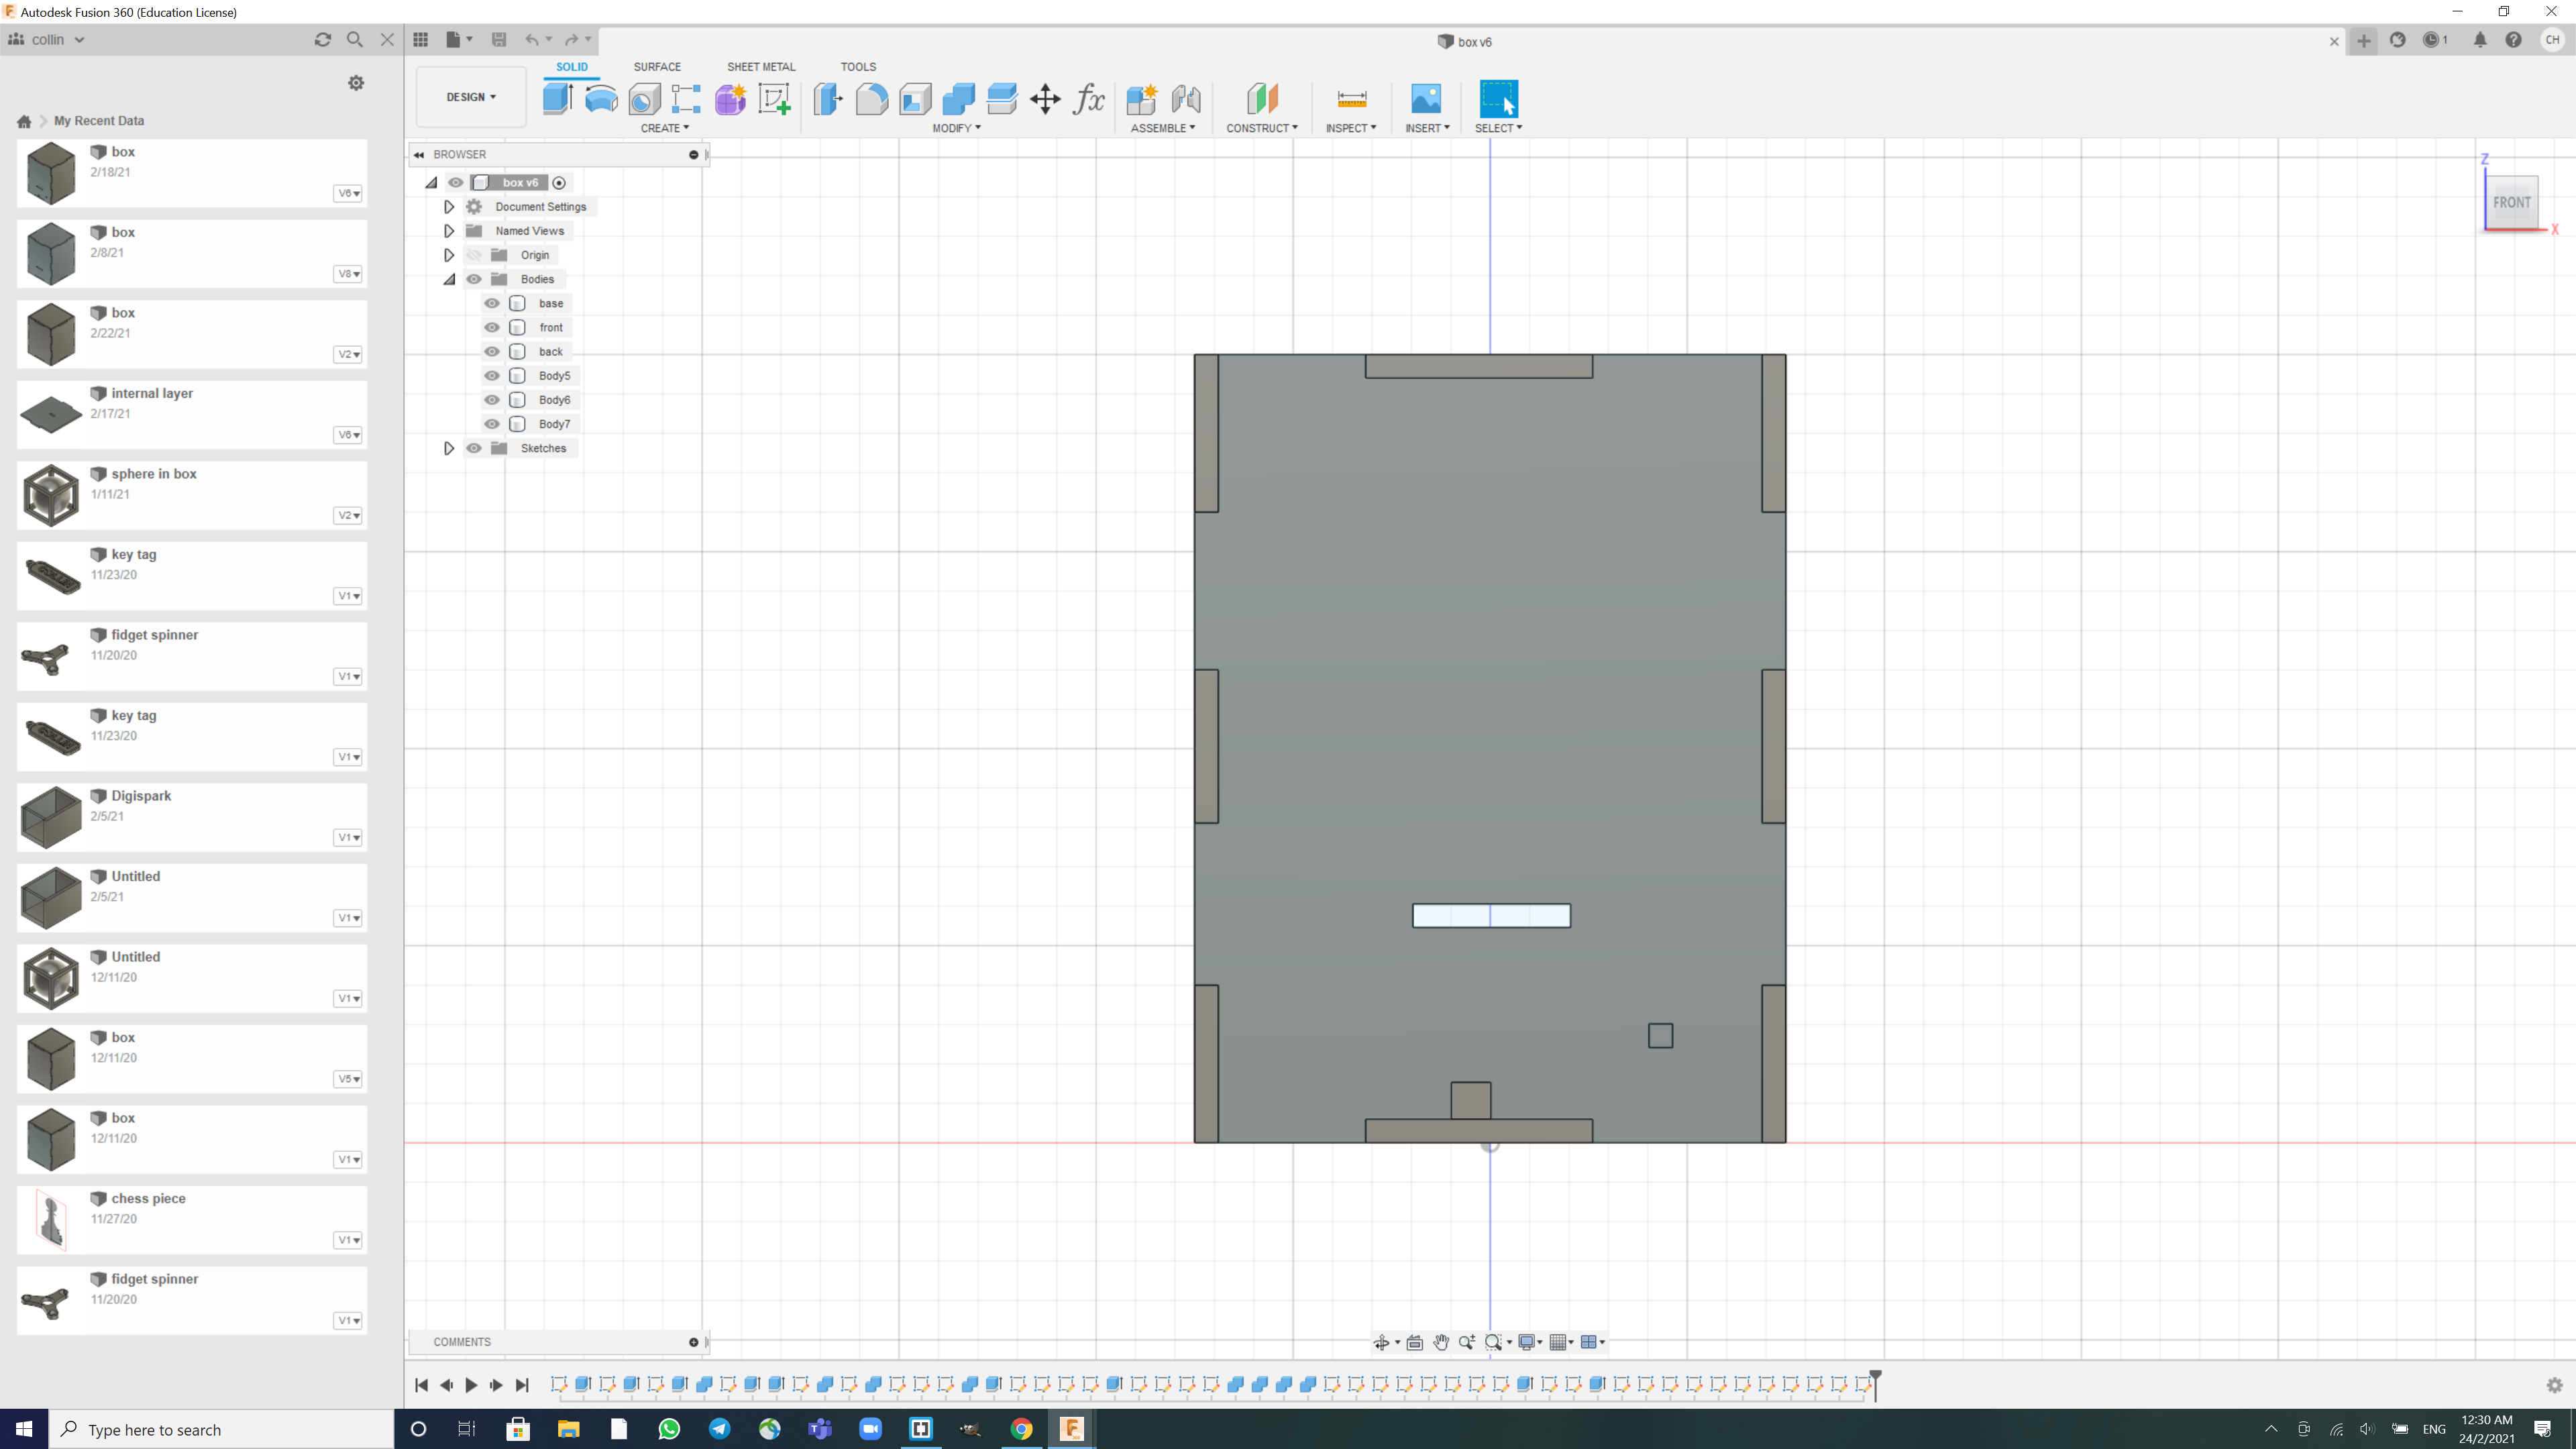 Autodesk Fusion 360 (Education License)
collin
box v6
1
CH
DESIGN
SOLID
SURFACE
SHEET METAL
TOOLS
CREATE
MODIFY
ASSEMBLE
CONSTRUCT
INSPECT
INSERT
SELECT
My Recent Data
box
2/18/21
V6
box
2/8/21
V8
box
2/22/21
V2
internal layer
2/17/21
V6
sphere in box
1/11/21
V2
key tag
11/23/20
V1
fidget spinner
11/20/20
V1
key tag
11/23/20
V1
Digispark
2/5/21
V1
Untitled
2/5/21
V1
Untitled
12/11/20
V1
box
12/11/20
V5
box
12/11/20
V1
chess piece
11/27/20
V1
fidget spinner
11/20/20
V1
BROWSER
box v6
Document Settings
Named Views
Origin
Bodies
base
front
back
Body5
Body6
Body7
Sketches
Z
FRONT
X
COMMENTS
Type here to search
ENG
12:30 AM
24/2/2021